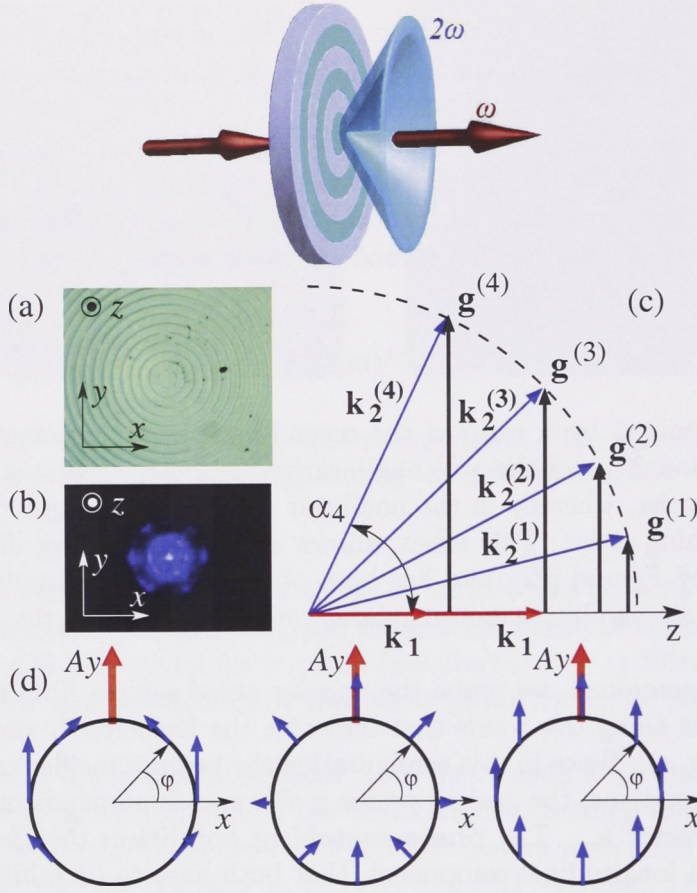 2ω
ω
(a)
z
y
x
(b)
z
y
x
(c)
g(4)
g(3)
g(2)
g(1)
k2(4)
k2(3)
k2(2)
k2(1)
α4
k1
k1
z
(d)
Ay
φ
x
Ay
φ
x
Ay
φ
x